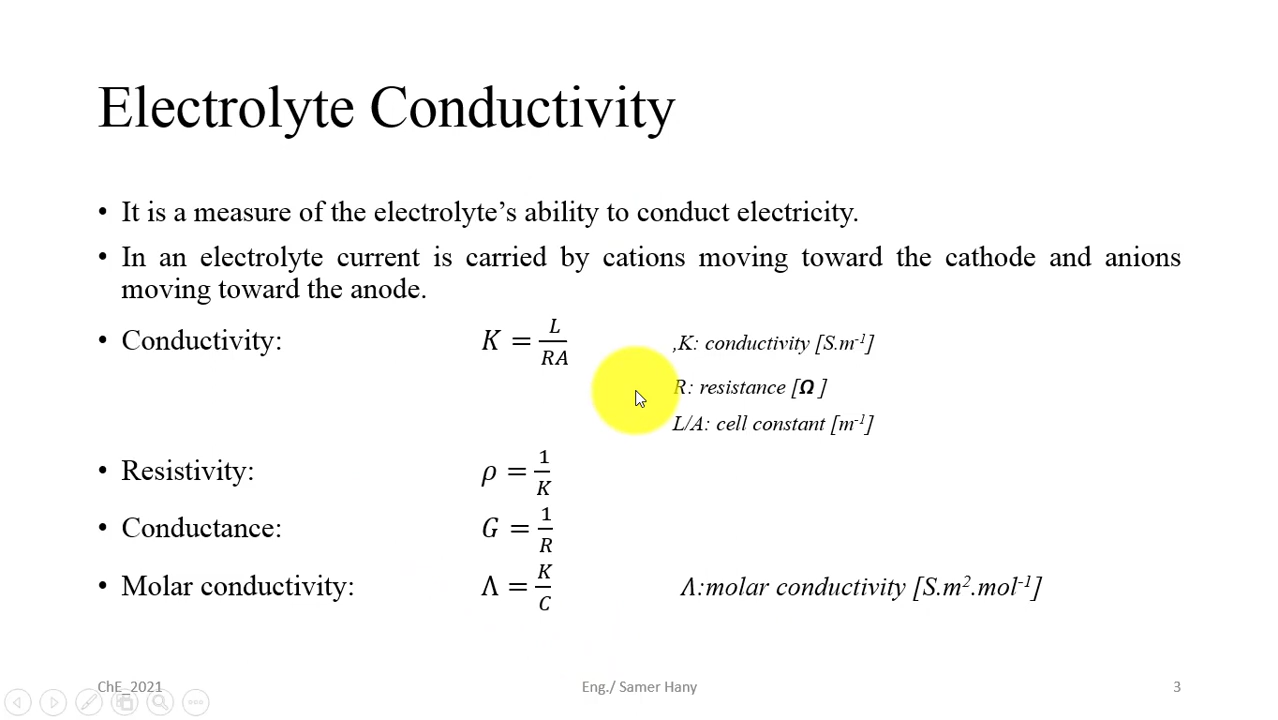 Electrolyte Conductivity
• It is a measure of the electrolyte’s ability to conduct electricity.
• In an electrolyte current is carried by cations moving toward the cathode and anions
moving toward the anode.
• Conductivity: K = L/RA ,K: conductivity [S.m⁻¹]
R: resistance [Ω ]
L/A: cell constant [m⁻¹]
• Resistivity: ρ = 1/K
• Conductance: G = 1/R
• Molar conductivity: Λ = K/C Λ:molar conductivity [S.m².mol⁻¹]
ChE_2021 Eng./ Samer Hany 3